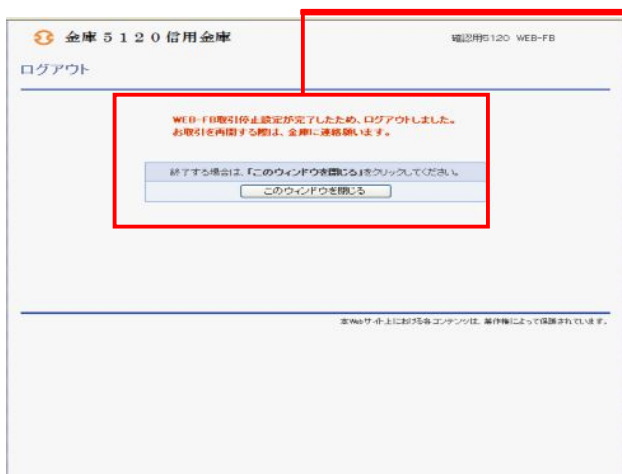 金庫５１２０信用金庫
確認用5120 WEB-FB
ログアウト
WEB-FB取引停止設定が完了したため、ログアウトしました。
お取引を再開する際は、金庫に連絡願います。
終了する場合は、「このウィンドウを閉じる」をクリックしてください。
このウィンドウを閉じる
本Webサイト上における各コンテンツは、著作権によって保護されています。